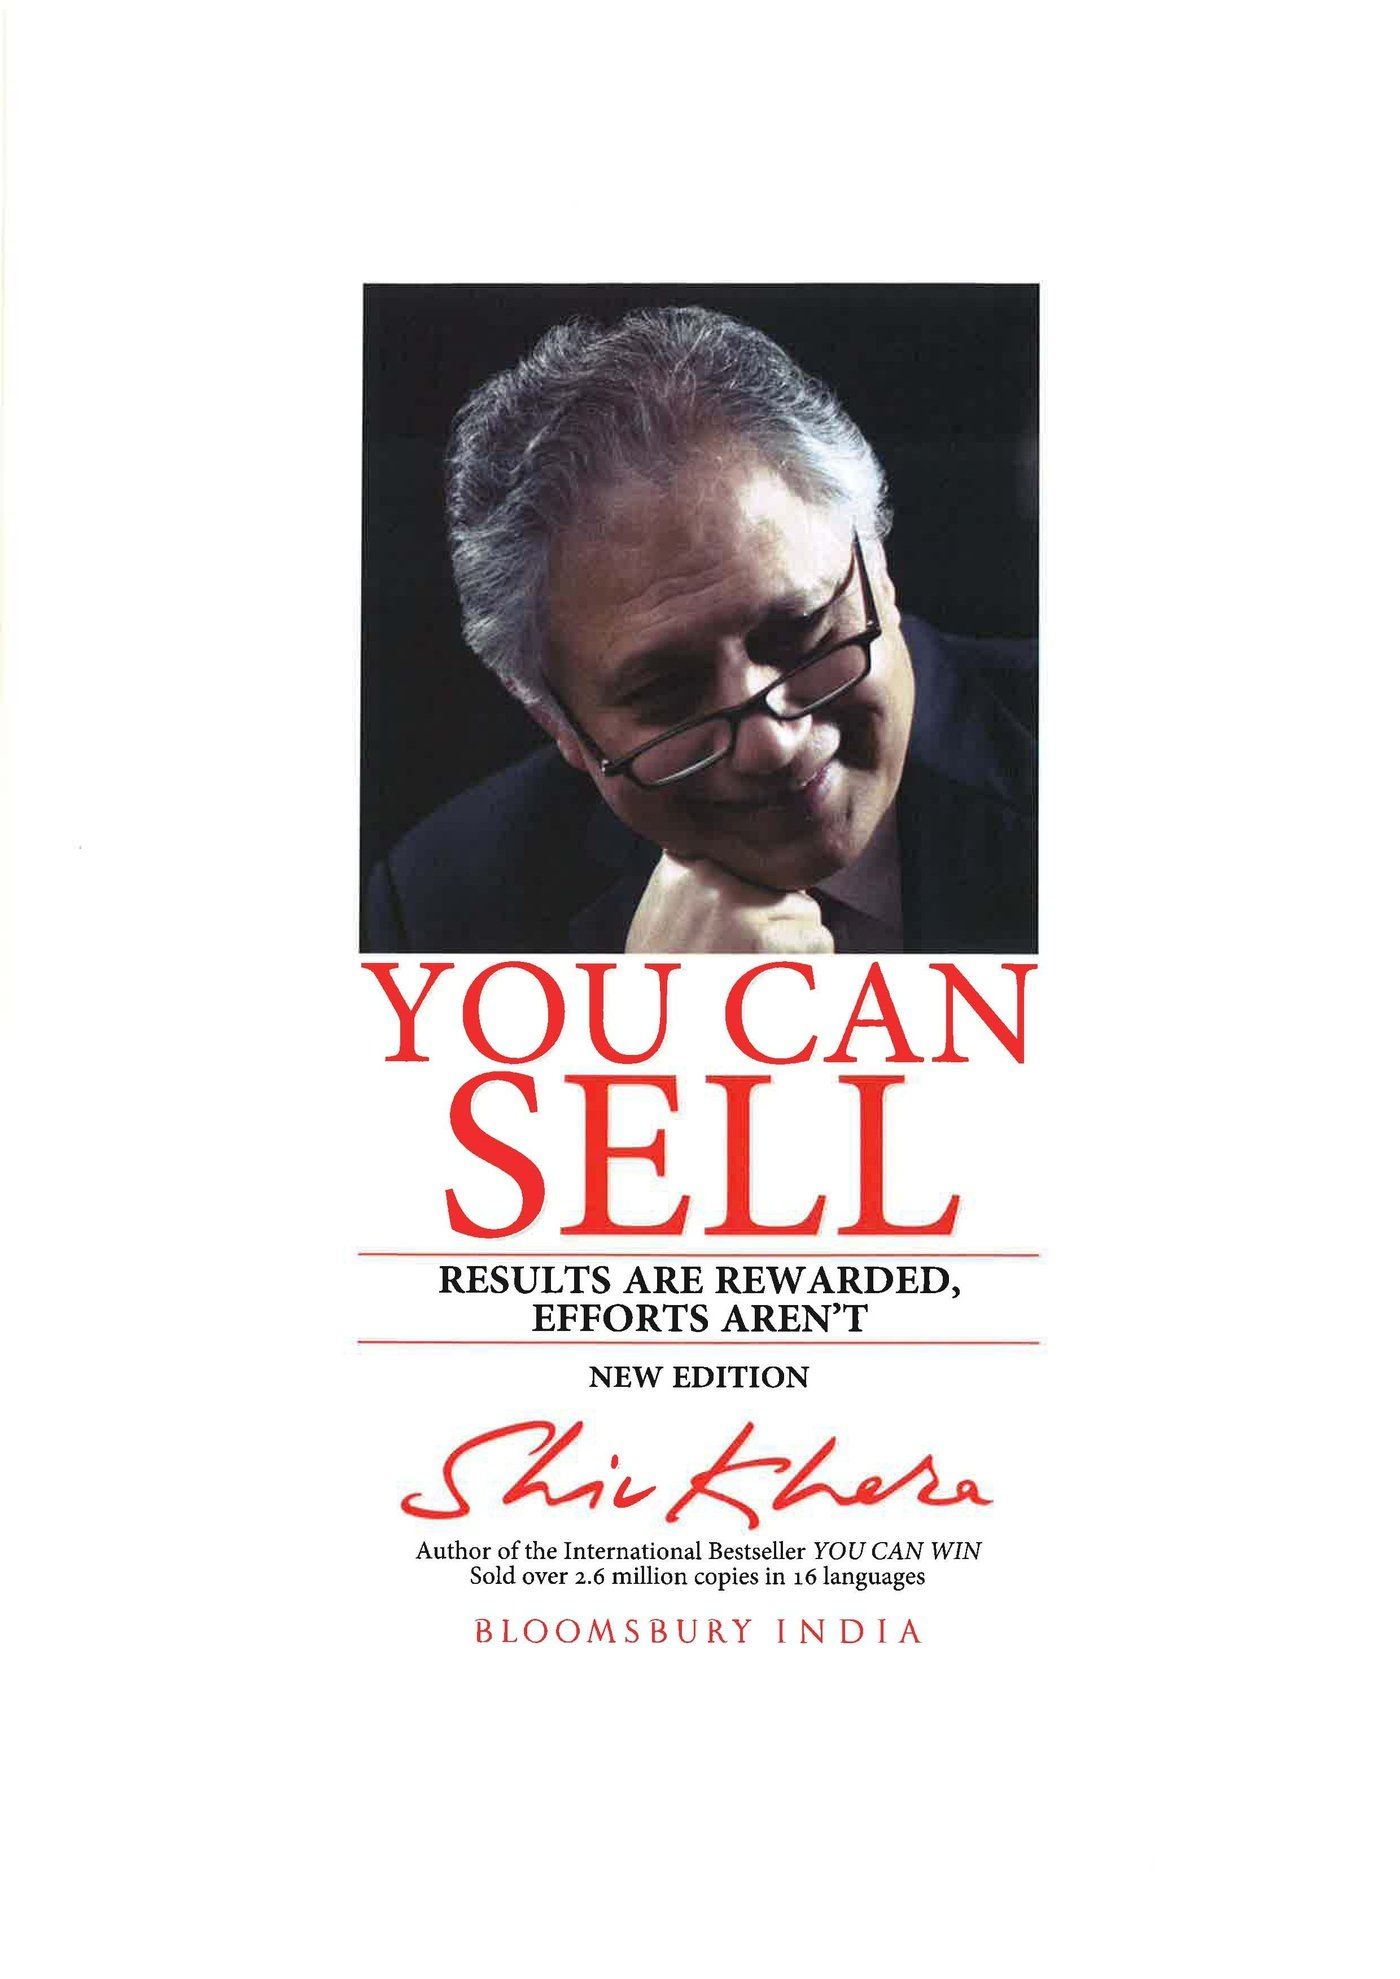 YOU CAN
SELL
RESULTS ARE REWARDED,
EFFORTS AREN'T
NEW EDITION
Shiv Khera
Author of the International Bestseller YOU CAN WIN
Sold over 2.6 million copies in 16 languages
BLOOMSBURY INDIA